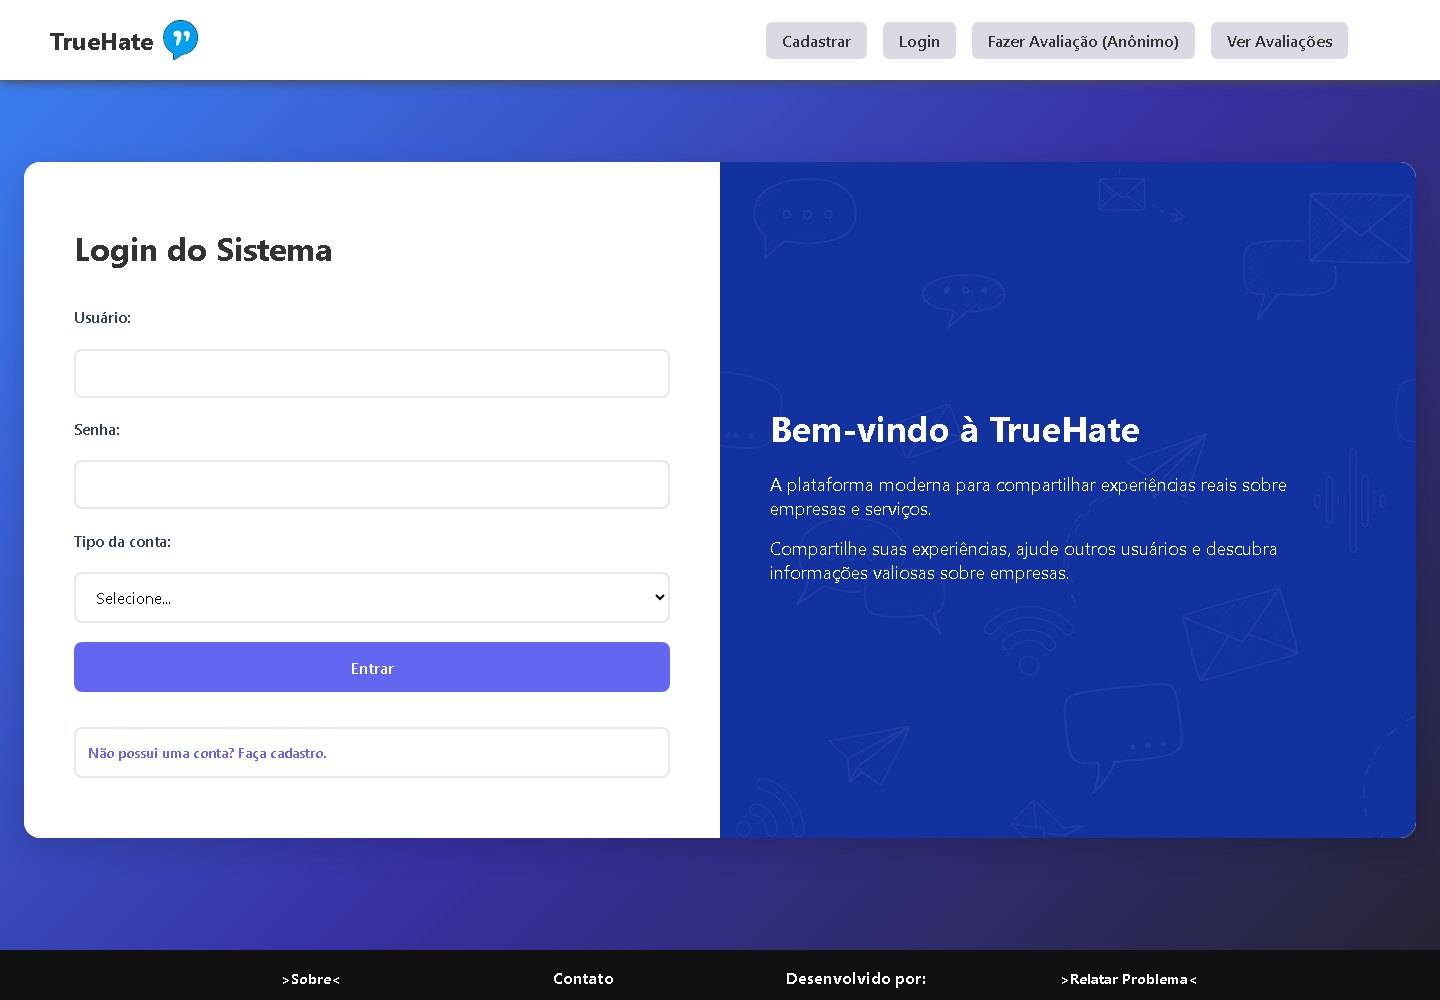 TrueHate
Cadastrar
Login
Fazer Avaliação (Anônimo)
Ver Avaliações
Login do Sistema
Usuário:
Senha:
Tipo da conta:
Selecione...
Entrar
Não possui uma conta? Faça cadastro.
Bem-vindo à TrueHate
A plataforma moderna para compartilhar experiências reais sobre
empresas e serviços.
Compartilhe suas experiências, ajude outros usuários e descubra
informações valiosas sobre empresas.
>Sobre<
Contato
Desenvolvido por:
>Relatar Problema<